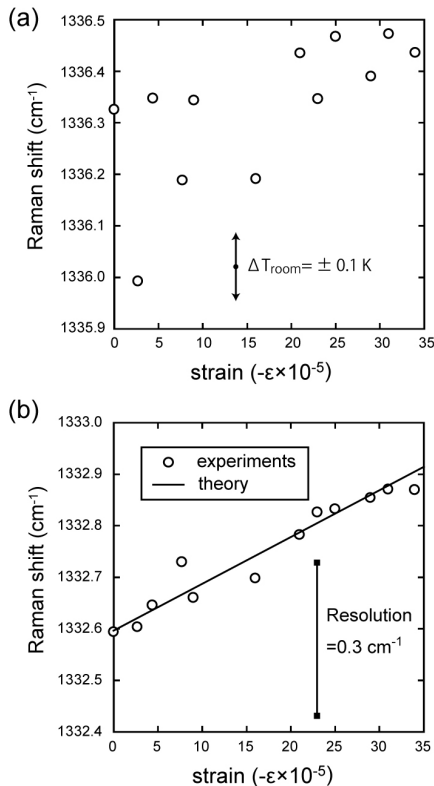 (a)
1336.5
1336.4
1336.3
1336.2
1336.1
1336.0
1335.9
Raman shift (cm⁻¹)
ΔTroom= ± 0.1 K
0 5 10 15 20 25 30 35
strain (-ε×10⁻⁵)
(b)
1333.0
1332.9
1332.8
1332.7
1332.6
1332.5
1332.4
Raman shift (cm⁻¹)
experiments
theory
Resolution
=0.3 cm⁻¹
0 5 10 15 20 25 30 35
strain (-ε×10⁻⁵)